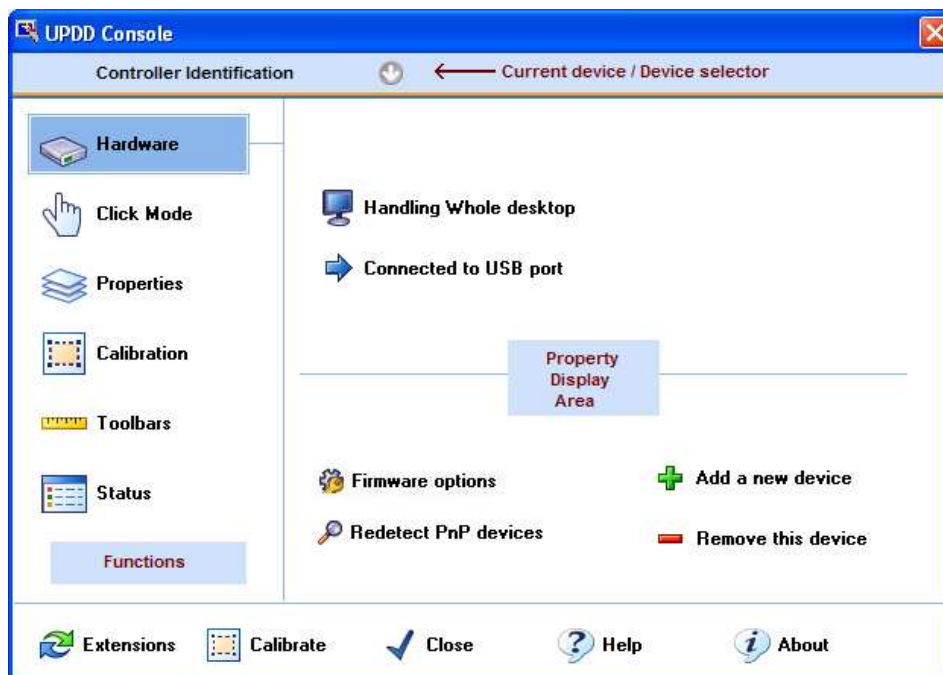 UPDD Console
Controller Identification
Current device / Device selector
Hardware
Click Mode
Properties
Calibration
Toolbars
Status
Functions
Handling Whole desktop
Connected to USB port
Property
Display
Area
Firmware options
Add a new device
Redetect PnP devices
Remove this device
Extensions
Calibrate
Close
? Help
i About